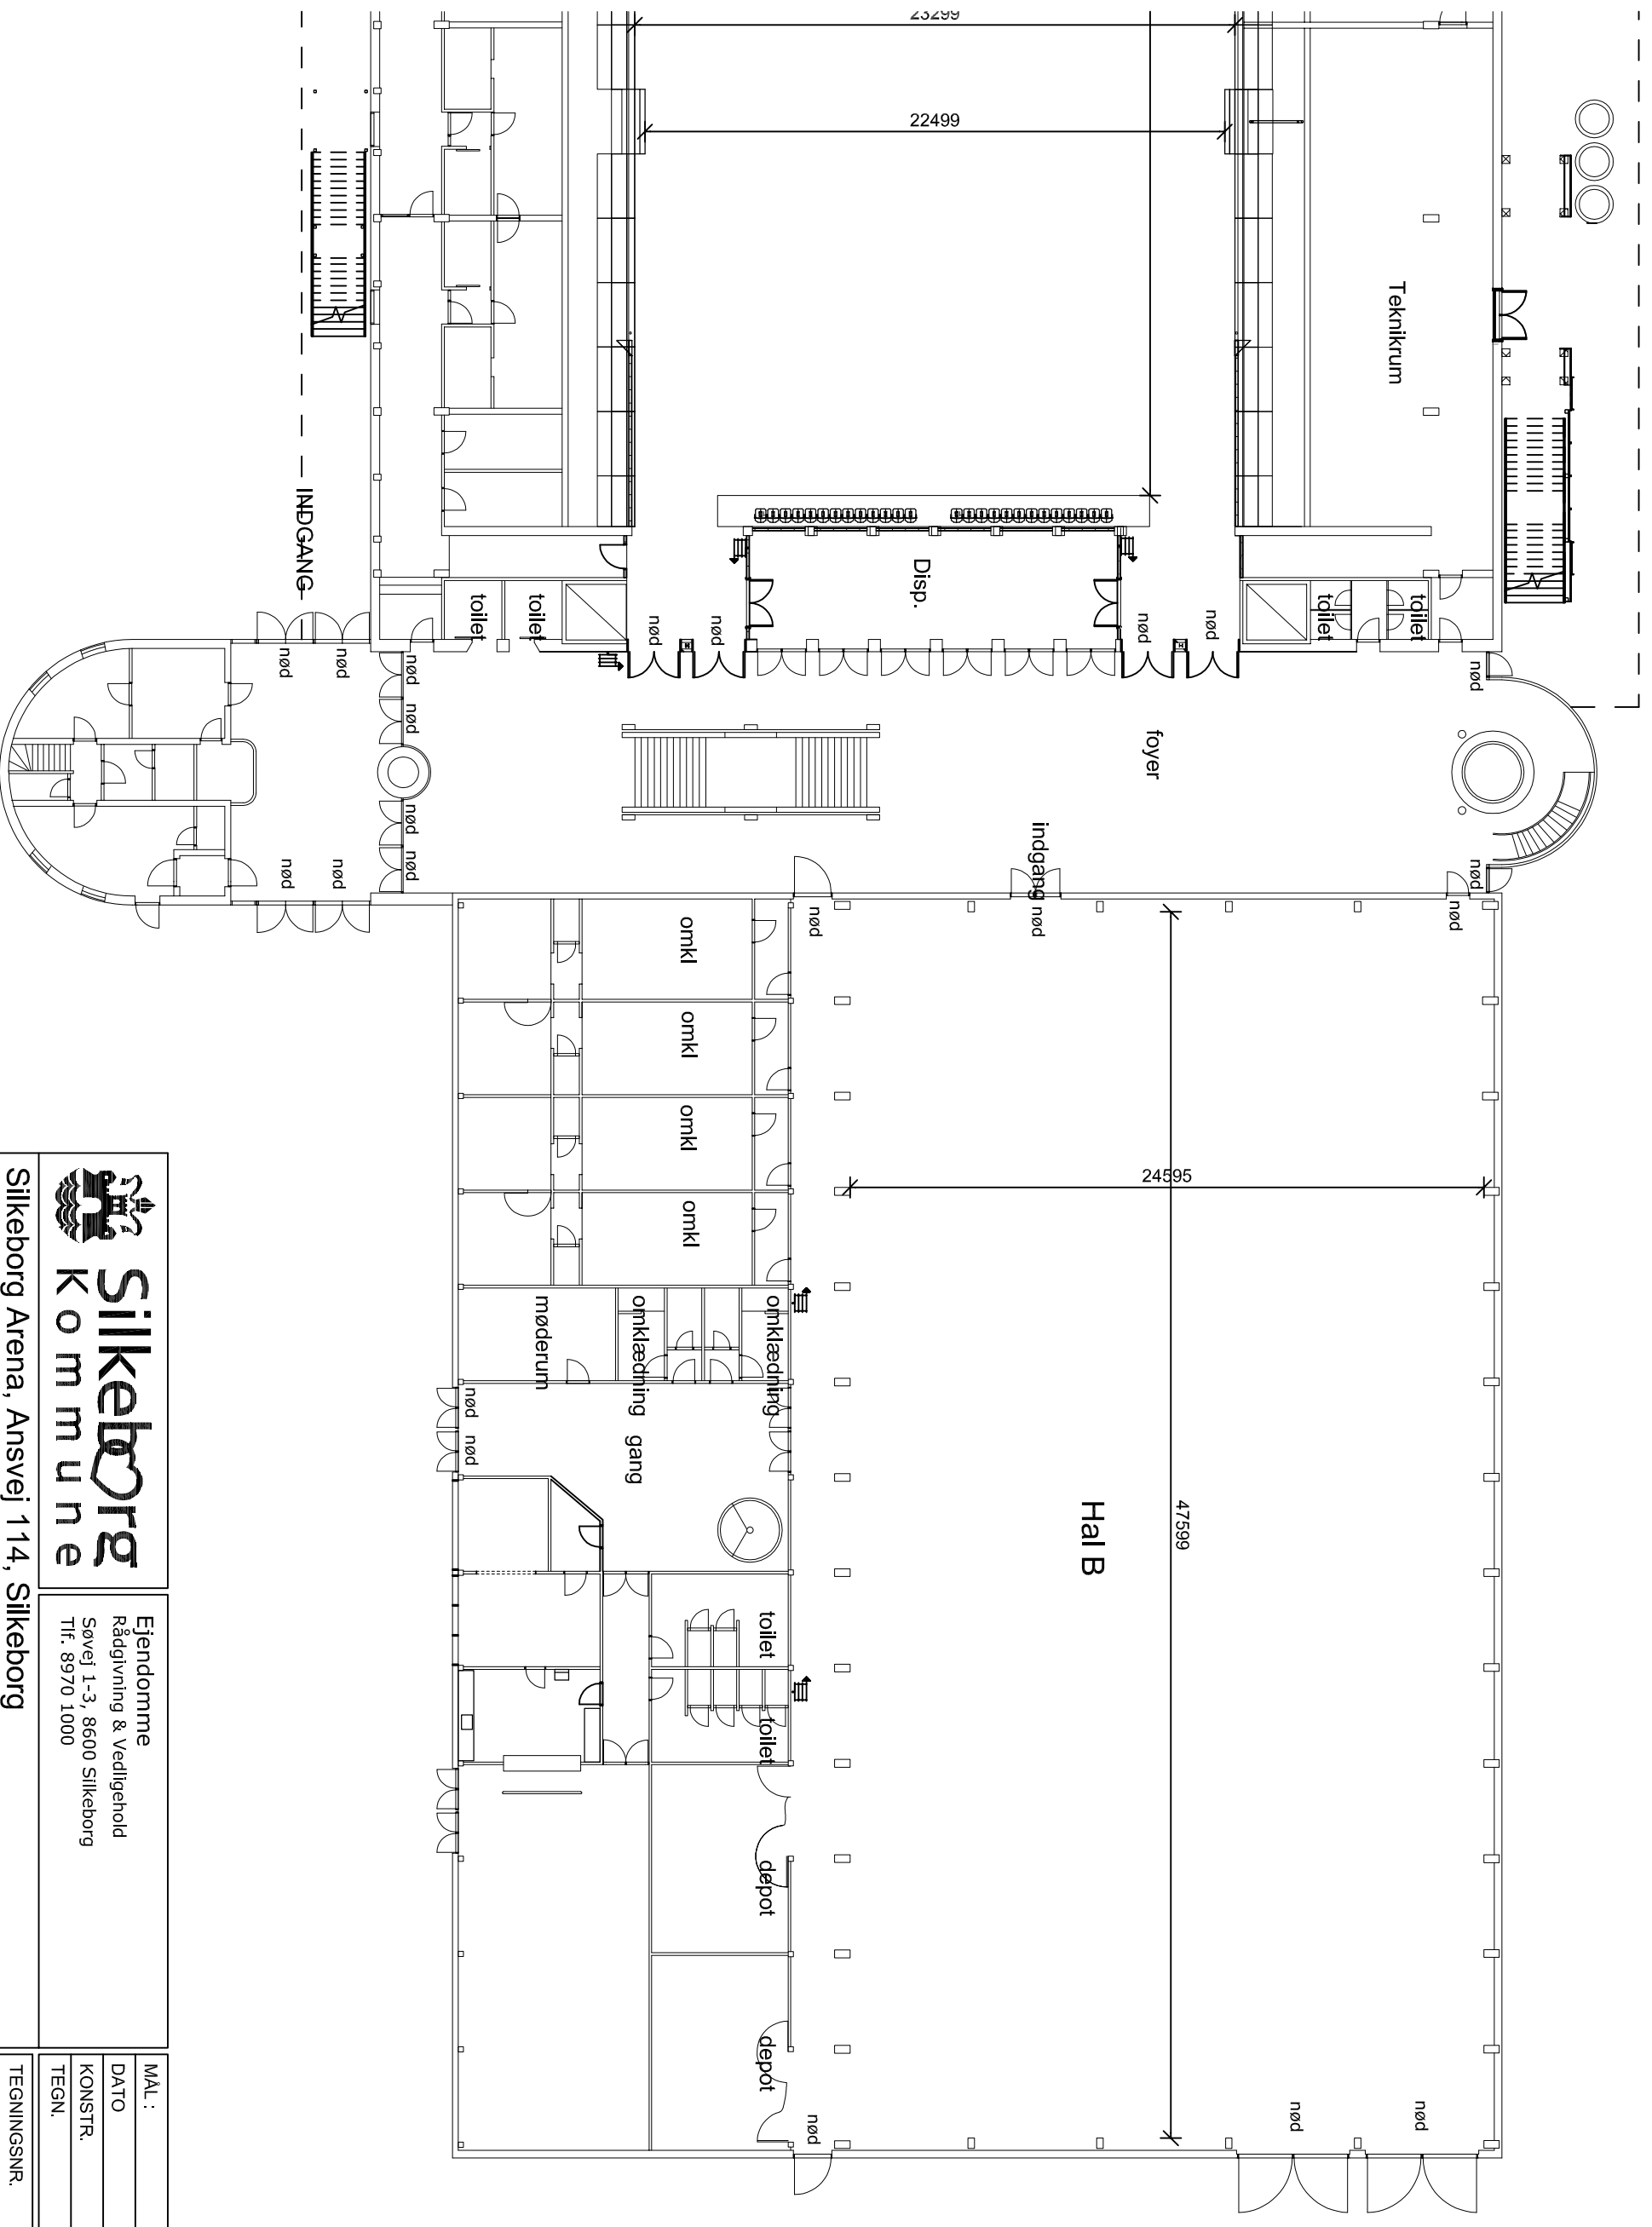 23299
22499
Teknikrum
INDGANG
Disp.
toilet
toilet
toilet
toilet
nød
nød
nød
nød
nød
nød
nød
nød
nød
nød
nød
nød
nød
nød
foyer
indgang
nød
nød
nød
nød
omkl
omkl
omkl
omkl
24595
47599
Hal B
møderum
omklædning
omklædning
nød
nød
gang
toilet
toilet
depot
depot
nød
nød
nød
Silkeborg
Kommune
Ejendomme
Rådgivning & Vedligehold
Søvej 1-3, 8600 Silkeborg
Tlf. 8970 1000
MÅL :
DATO
KONSTR.
TEGN.
TEGNINGSNR.
Silkeborg Arena, Ansvej 114, Silkeborg